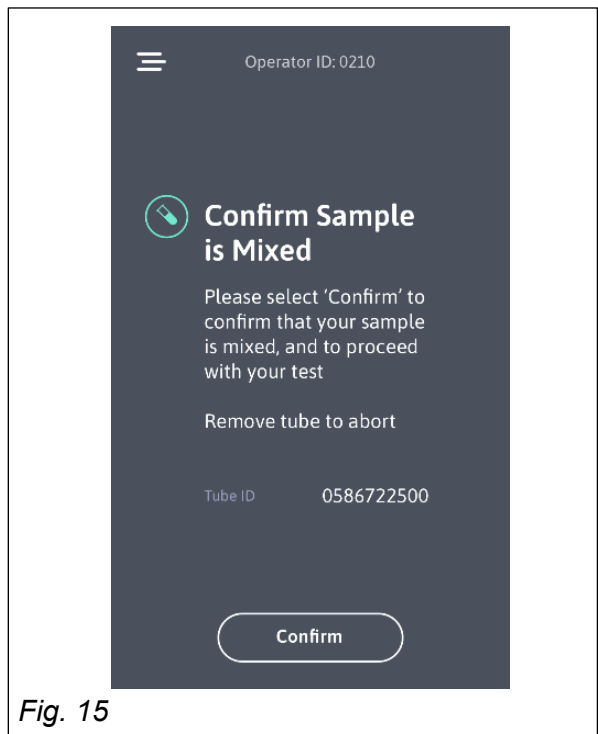 Operator ID: 0210
Confirm Sample
is Mixed
Please select ‘Confirm’ to
confirm that your sample
is mixed, and to proceed
with your test
Remove tube to abort
Tube ID 0586722500
Confirm
Fig. 15